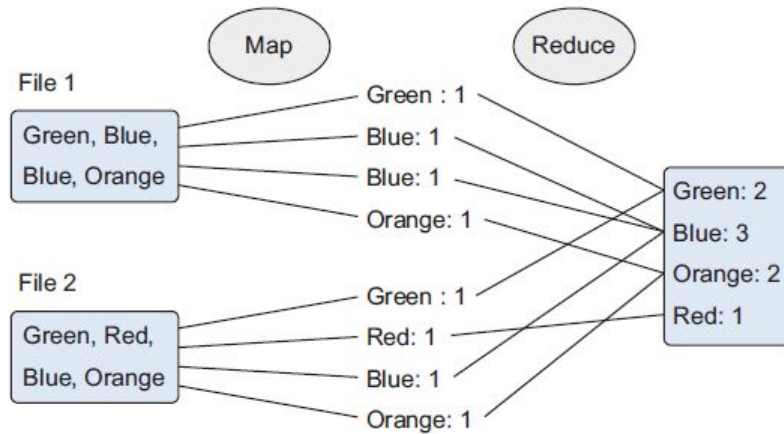 Map
Reduce
File 1
Green, Blue,
Blue, Orange
Green : 1
Blue: 1
Blue: 1
Orange: 1
File 2
Green, Red,
Blue, Orange
Green : 1
Red: 1
Blue: 1
Orange: 1
Green: 2
Blue: 3
Orange: 2
Red: 1